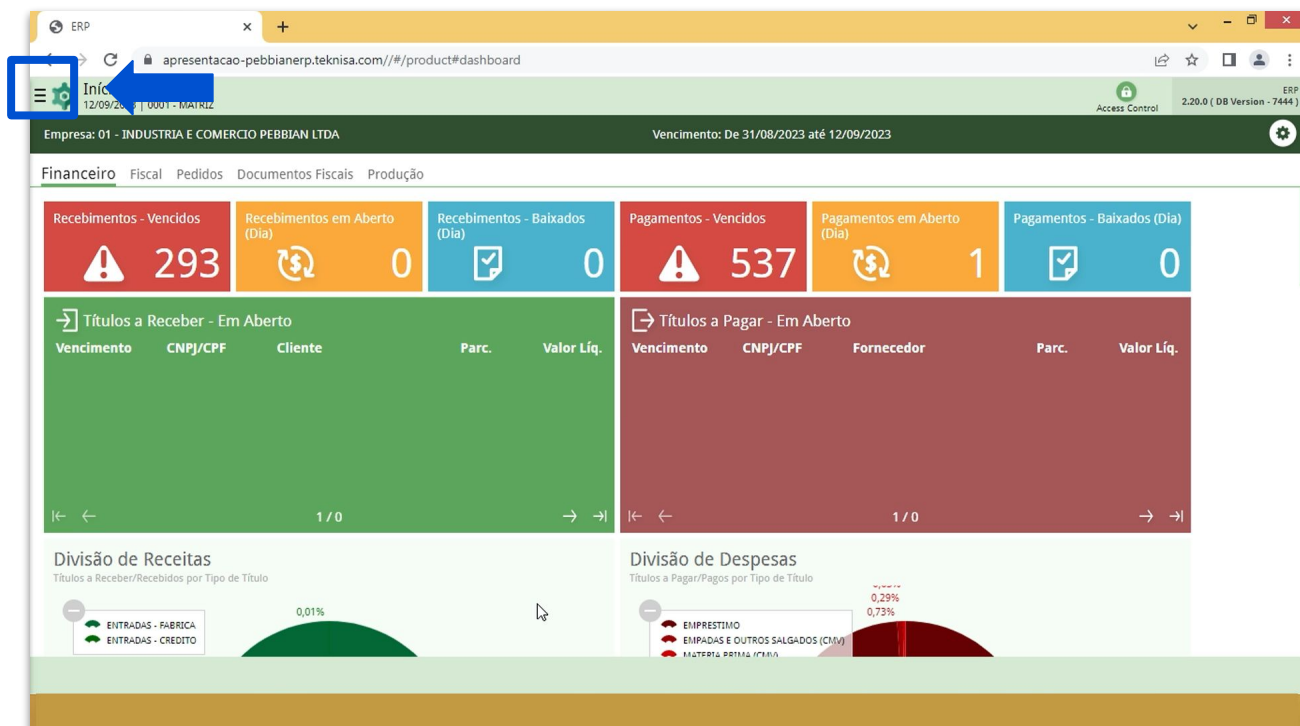 ERP
apresentacao-pebbianerp.teknisa.com//#/product#dashboard
12/09/2023 | 0001 - MATRIZ
Access Control
ERP
2.20.0 ( DB Version - 7444 )
Empresa: 01 - INDUSTRIA E COMERCIO PEBBIAN LTDA
Vencimento: De 31/08/2023 até 12/09/2023
Financeiro Fiscal Pedidos Documentos Fiscais Produção
Recebimentos - Vencidos
293
Recebimentos em Aberto
(Dia)
0
Recebimentos - Baixados
(Dia)
0
Pagamentos - Vencidos
537
Pagamentos em Aberto
(Dia)
1
Pagamentos - Baixados (Dia)
0
Títulos a Receber - Em Aberto
Vencimento CNPJ/CPF Cliente Parc. Valor Líq.
1 / 0
Títulos a Pagar - Em Aberto
Vencimento CNPJ/CPF Fornecedor Parc. Valor Líq.
1 / 0
Divisão de Receitas
Títulos a Receber/Recebidos por Tipo de Título
0,01%
ENTRADAS - FABRICA
ENTRADAS - CREDITO
Divisão de Despesas
Títulos a Pagar/Pagos por Tipo de Título
0,29%
0,73%
EMPRESTIMO
EMPADAS E OUTROS SALGADOS (CMV)
MATERIA PRIMA (CMV)